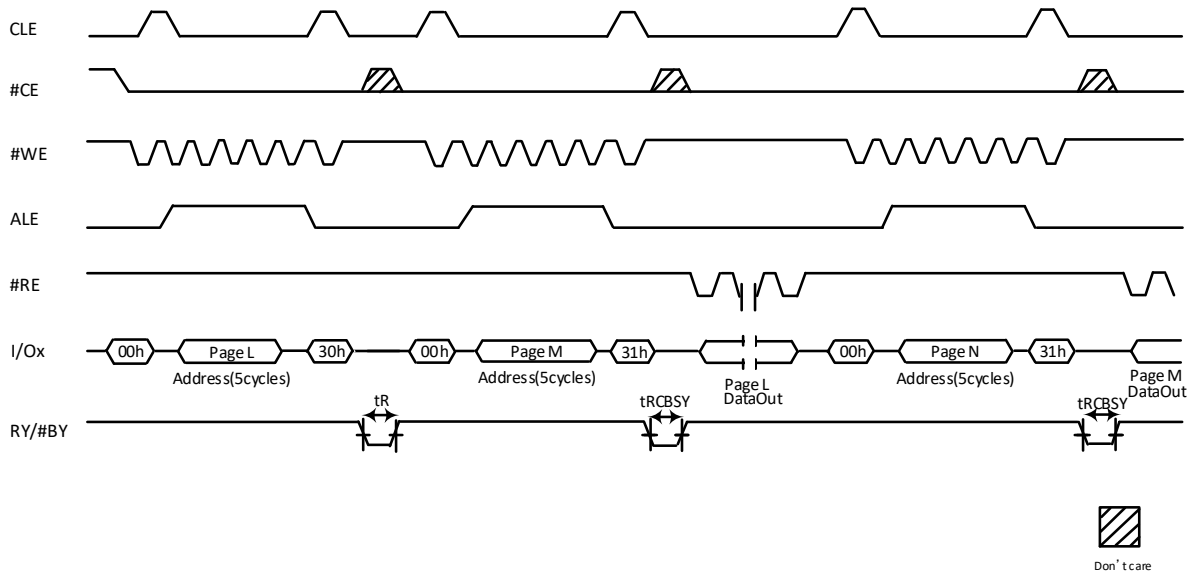 CLE
#CE
#WE
ALE
#RE
I/Ox
00h
Page L
30h
00h
Page M
31h
00h
Page N
31h
Address(5cycles)
Address(5cycles)
Page L
DataOut
Address(5cycles)
Page M
DataOut
RY/#BY
tR
tRCBSY
tRCBSY
Don't care